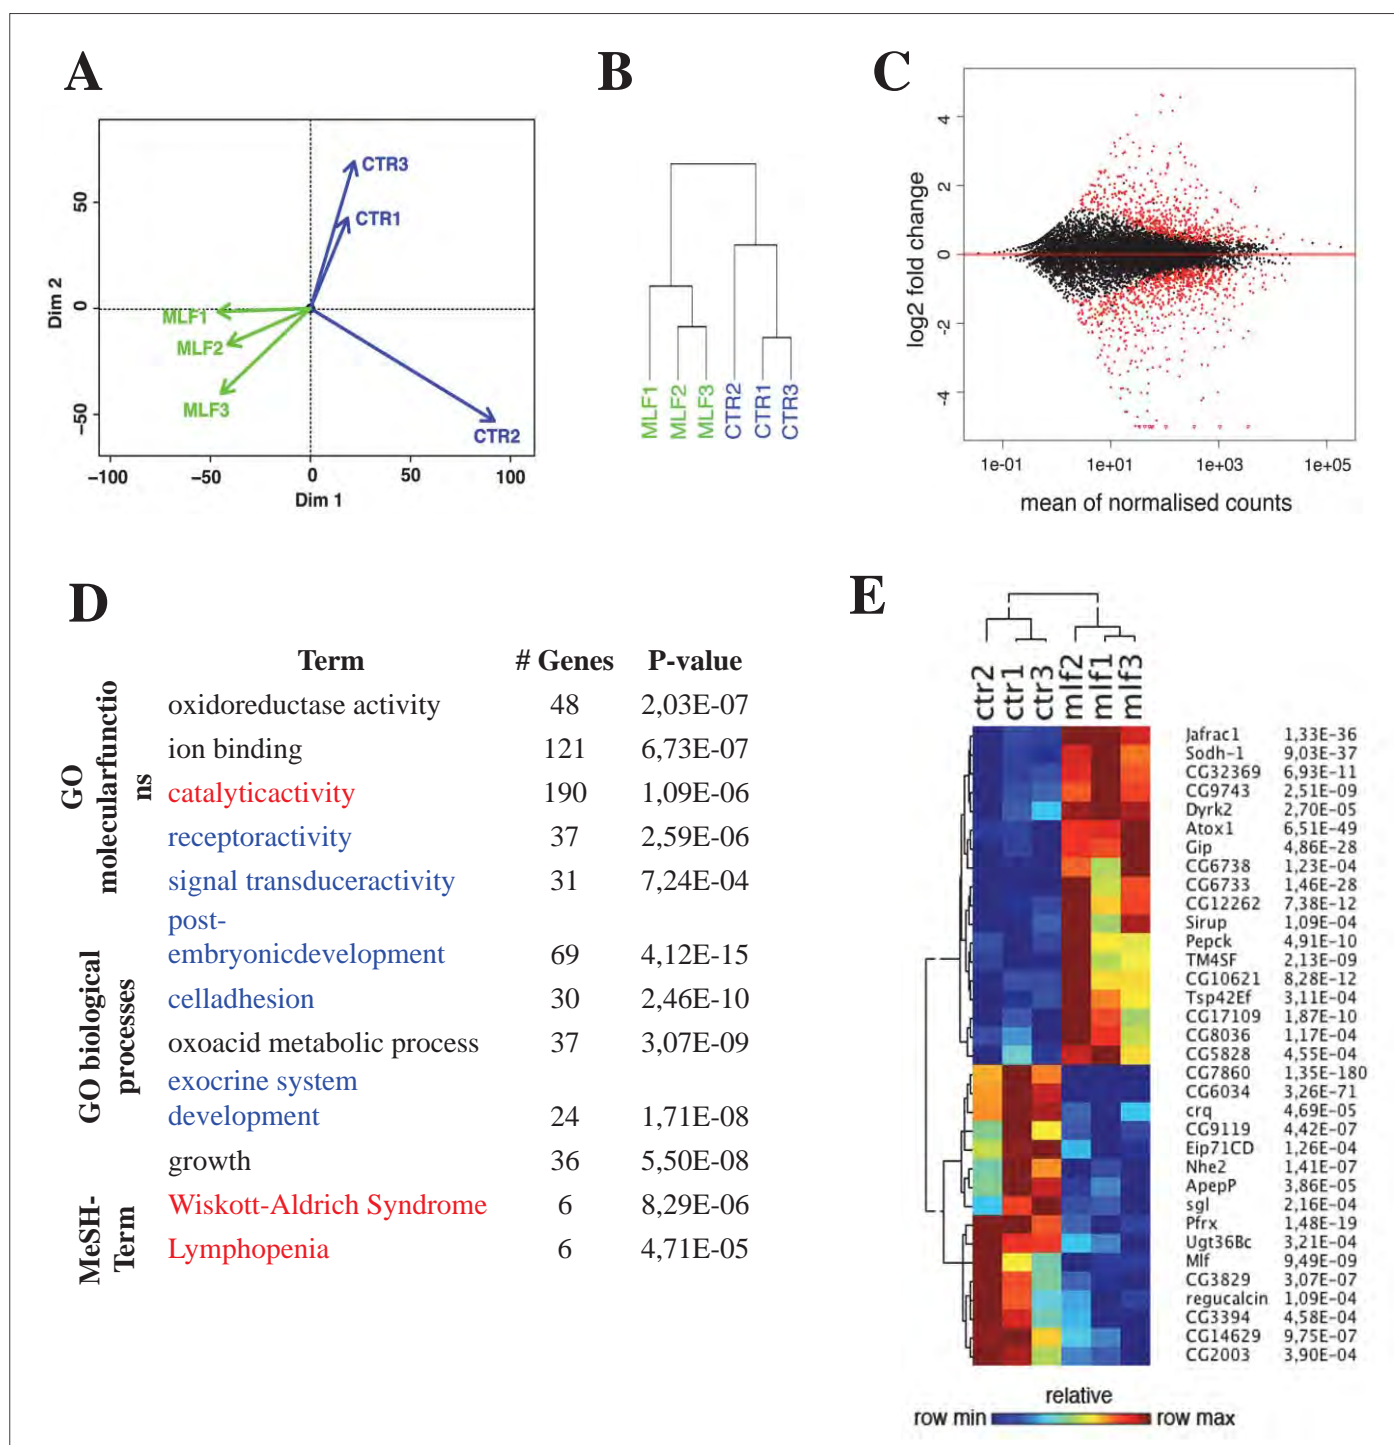 A
B
C
CTR3
CTR1
MLF1
MLF2
MLF3
CTR2
50
0
−50
Dim 2
−100
−50
0
50
100
Dim 1
MLF1
MLF2
MLF3
CTR2
CTR1
CTR3
4
2
0
-2
-4
log2 fold change
1e-01
1e+01
1e+03
1e+05
mean of normalised counts
D
Term # Genes P-value
GO
molecularfunctio
ns
oxidoreductase activity 48 2,03E-07
ion binding 121 6,73E-07
catalyticactivity 190 1,09E-06
receptoractivity 37 2,59E-06
signal transduceractivity 31 7,24E-04
GO biological
processes
post-
embryonicdevelopment 69 4,12E-15
celladhesion 30 2,46E-10
oxoacid metabolic process 37 3,07E-09
exocrine system
development 24 1,71E-08
growth 36 5,50E-08
MeSH-
Term
Wiskott-Aldrich Syndrome 6 8,29E-06
Lymphopenia 6 4,71E-05
E
ctr2
ctr1
ctr3
mlf2
mlf1
mlf3
Jafrac1 1,33E-36
Sodh-1 9,03E-37
CG32369 6,93E-11
CG9743 2,51E-09
Dyrk2 2,70E-05
Atox1 6,51E-49
Gip 4,86E-28
CG6738 1,23E-04
CG6733 1,46E-28
CG12262 7,38E-12
Sirup 1,09E-04
Pepck 4,91E-10
TM4SF 2,13E-09
CG10621 8,28E-12
Tsp42Ef 3,11E-04
CG17109 1,87E-10
CG8036 1,17E-04
CG5828 4,55E-04
CG7860 1,35E-180
CG6034 3,26E-71
crq 4,69E-05
CG9119 4,42E-07
Eip71CD 1,26E-04
Nhe2 1,41E-07
ApepP 3,86E-05
sgl 2,16E-04
Pfrx 1,48E-19
Ugt36Bc 3,21E-04
Mlf 9,49E-09
CG3829 3,07E-07
regucalcin 1,09E-04
CG3394 4,58E-04
CG14629 9,75E-07
CG2003 3,90E-04
relative
row min row max